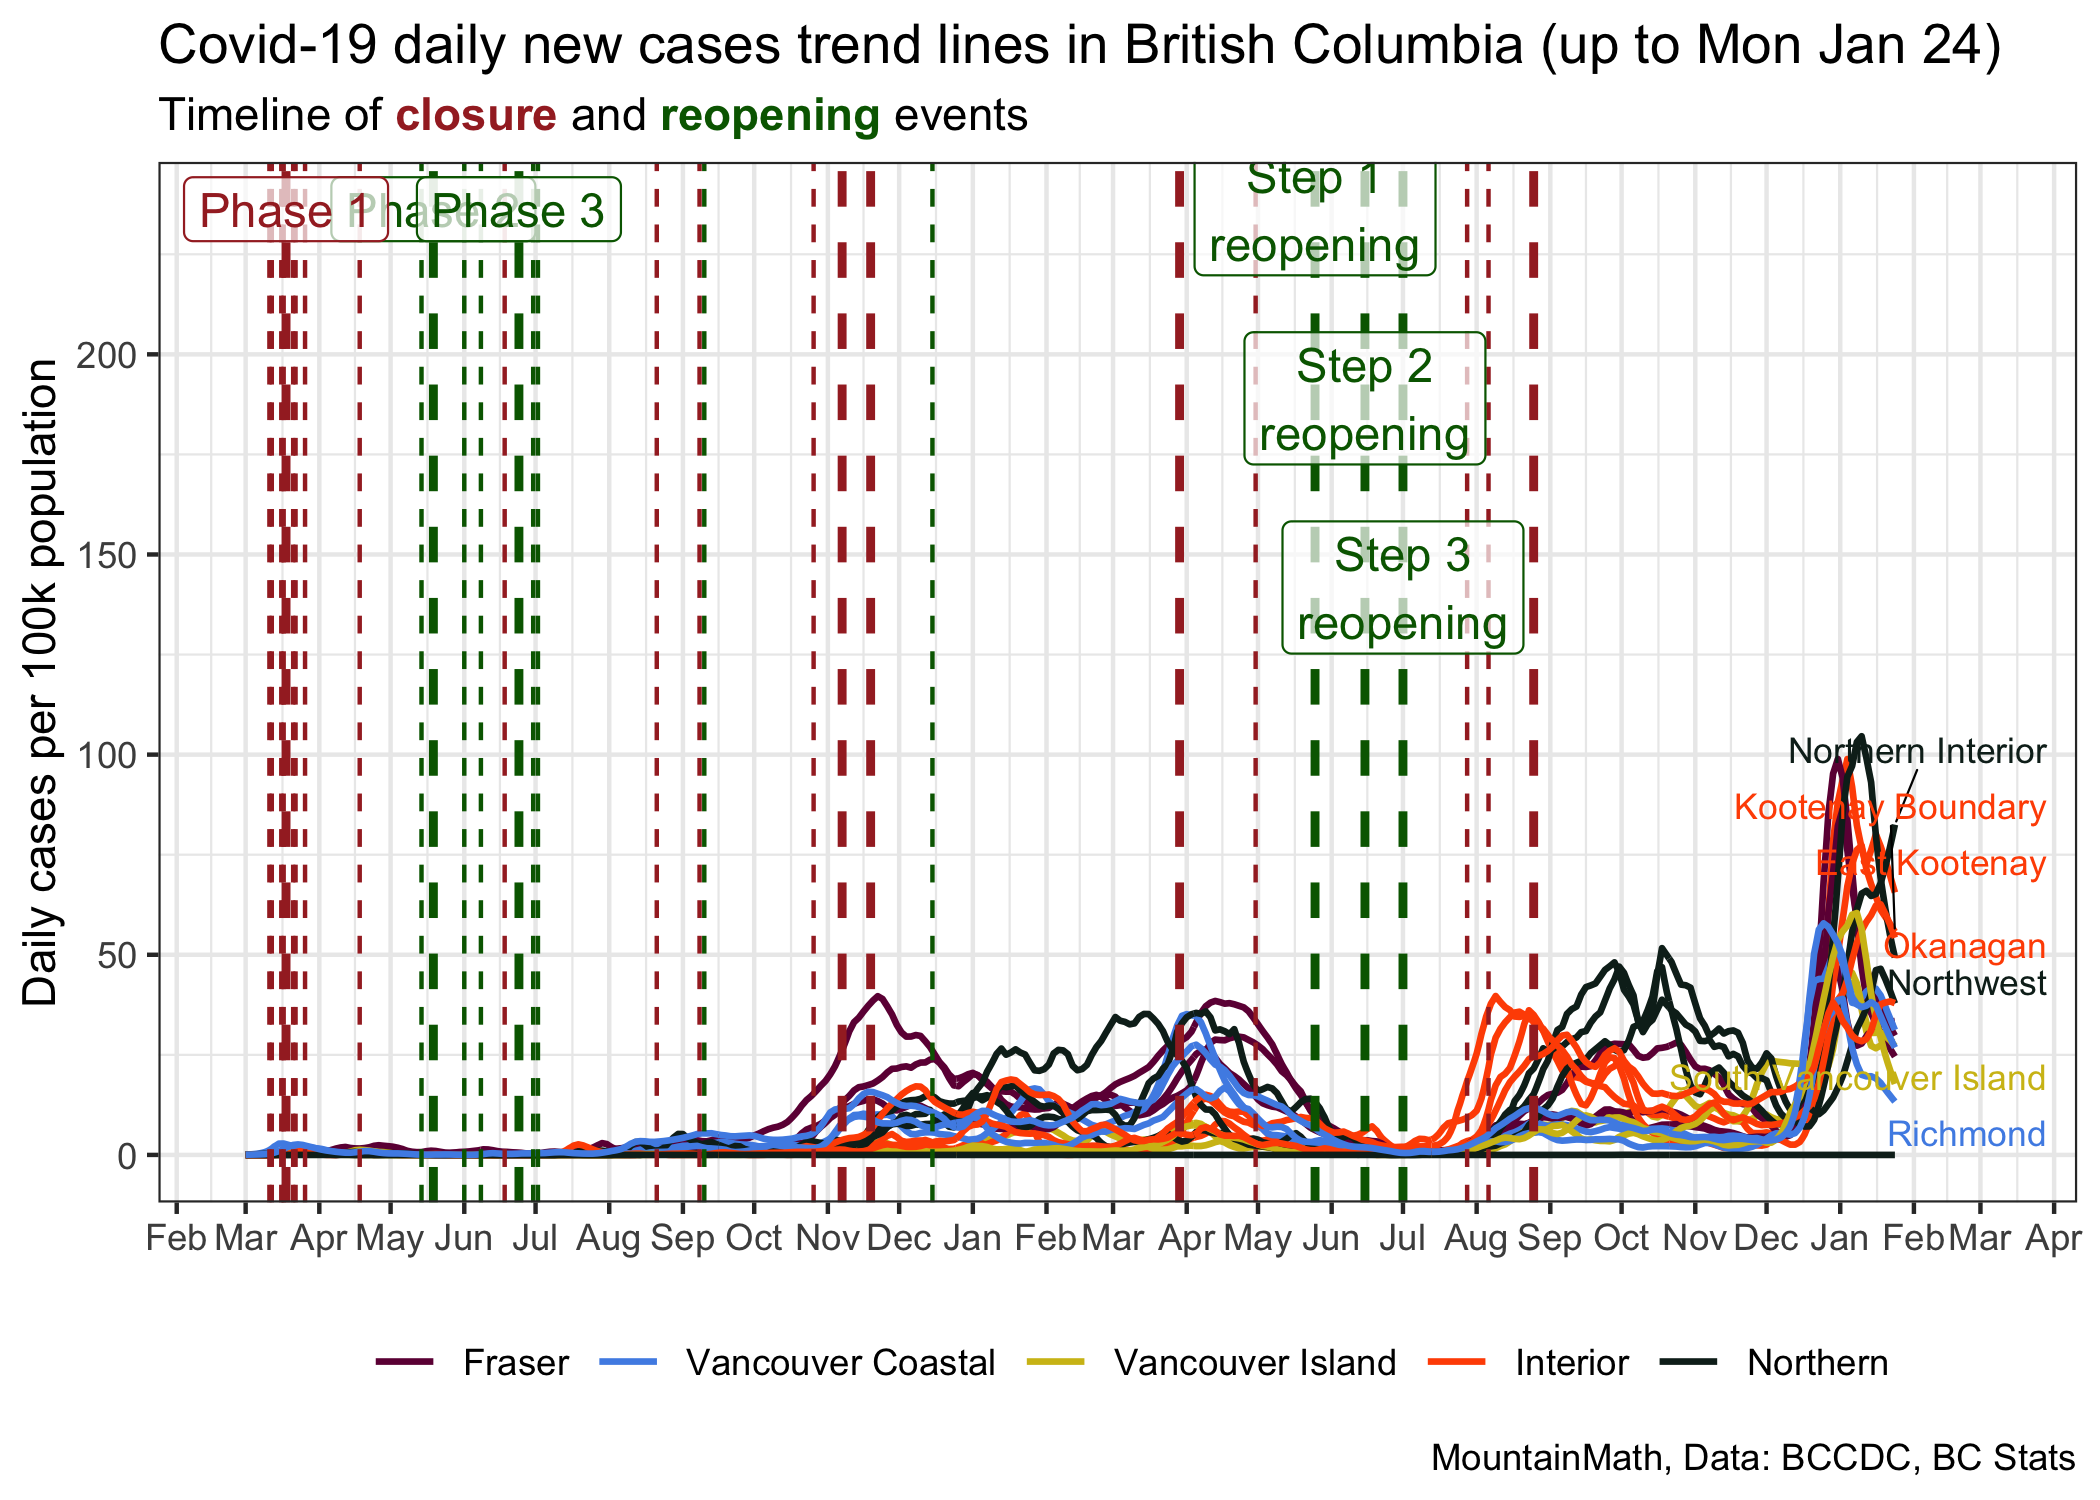 Covid-19 daily new cases trend lines in British Columbia (up to Mon Jan 24)
Timeline of closure and reopening events
Phase 1 Phase 2 Phase 3
Step 1
reopening
Step 2
reopening
Step 3
reopening
Daily cases per 100k population
200
150
100
50
0
Northern Interior
Kootenay Boundary
East Kootenay
Okanagan
Northwest
South Vancouver Island
Richmond
Feb Mar Apr May Jun Jul Aug Sep Oct Nov Dec Jan Feb Mar Apr May Jun Jul Aug Sep Oct Nov Dec Jan Feb Mar Apr
Fraser Vancouver Coastal Vancouver Island Interior Northern
MountainMath, Data: BCCDC, BC Stats